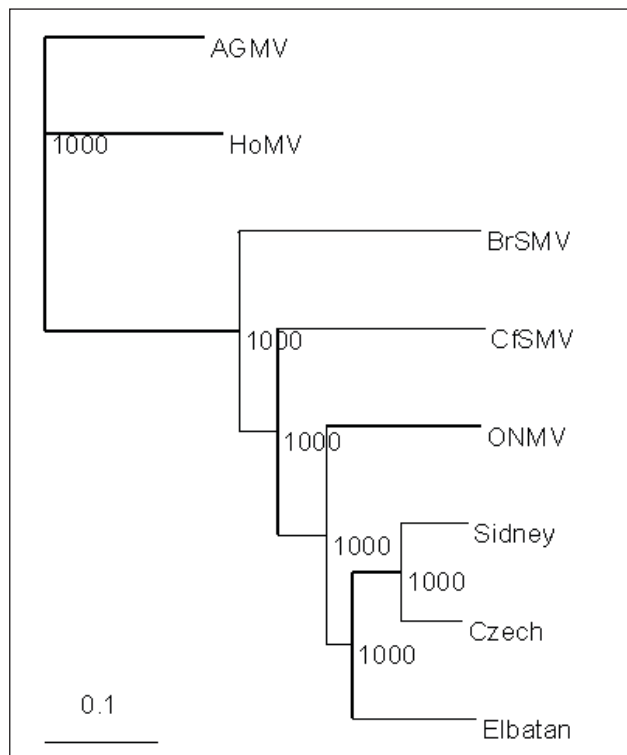 AGMV
1000
HoMV
BrSMV
1000
CfSMV
1000
ONMV
Sidney
1000
1000
Czech
1000
0.1
Elbatan